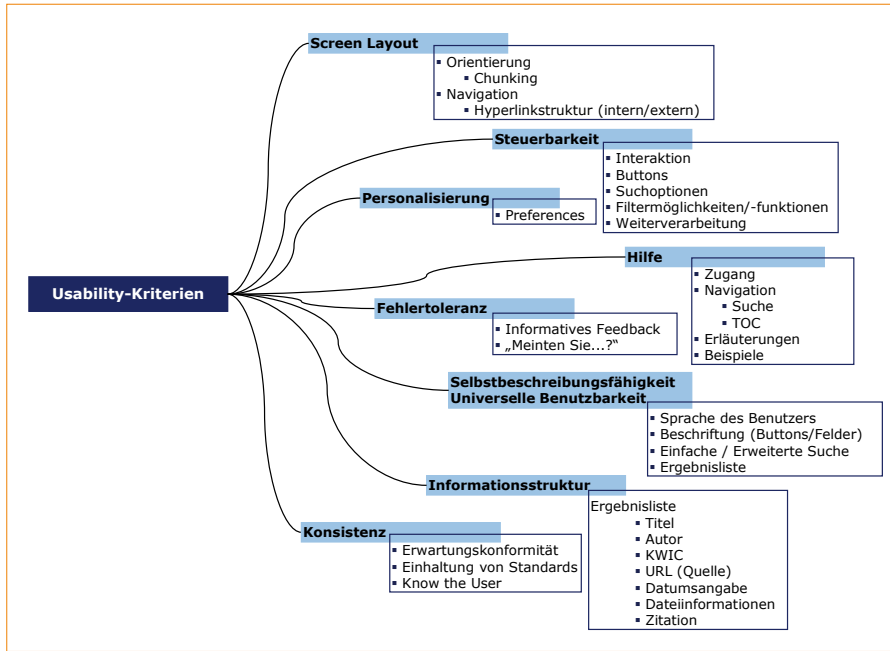 Screen Layout
Orientierung
Chunking
Navigation
Hyperlinkstruktur (intern/extern)
Steuerbarkeit
Interaktion
Buttons
Suchoptionen
Filtermöglichkeiten/-funktionen
Weiterverarbeitung
Personalisierung
Preferences
Usability-Kriterien
Hilfe
Zugang
Navigation
Suche
TOC
Erläuterungen
Beispiele
Fehlertoleranz
Informatives Feedback
„Meinten Sie...?“
Selbstbeschreibungsfähigkeit
Universelle Benutzbarkeit
Sprache des Benutzers
Beschriftung (Buttons/Felder)
Einfache / Erweiterte Suche
Ergebnisliste
Informationsstruktur
Ergebnisliste
Titel
Autor
KWIC
URL (Quelle)
Datumsangabe
Dateiinformationen
Zitation
Konsistenz
Erwartungskonformität
Einhaltung von Standards
Know the User